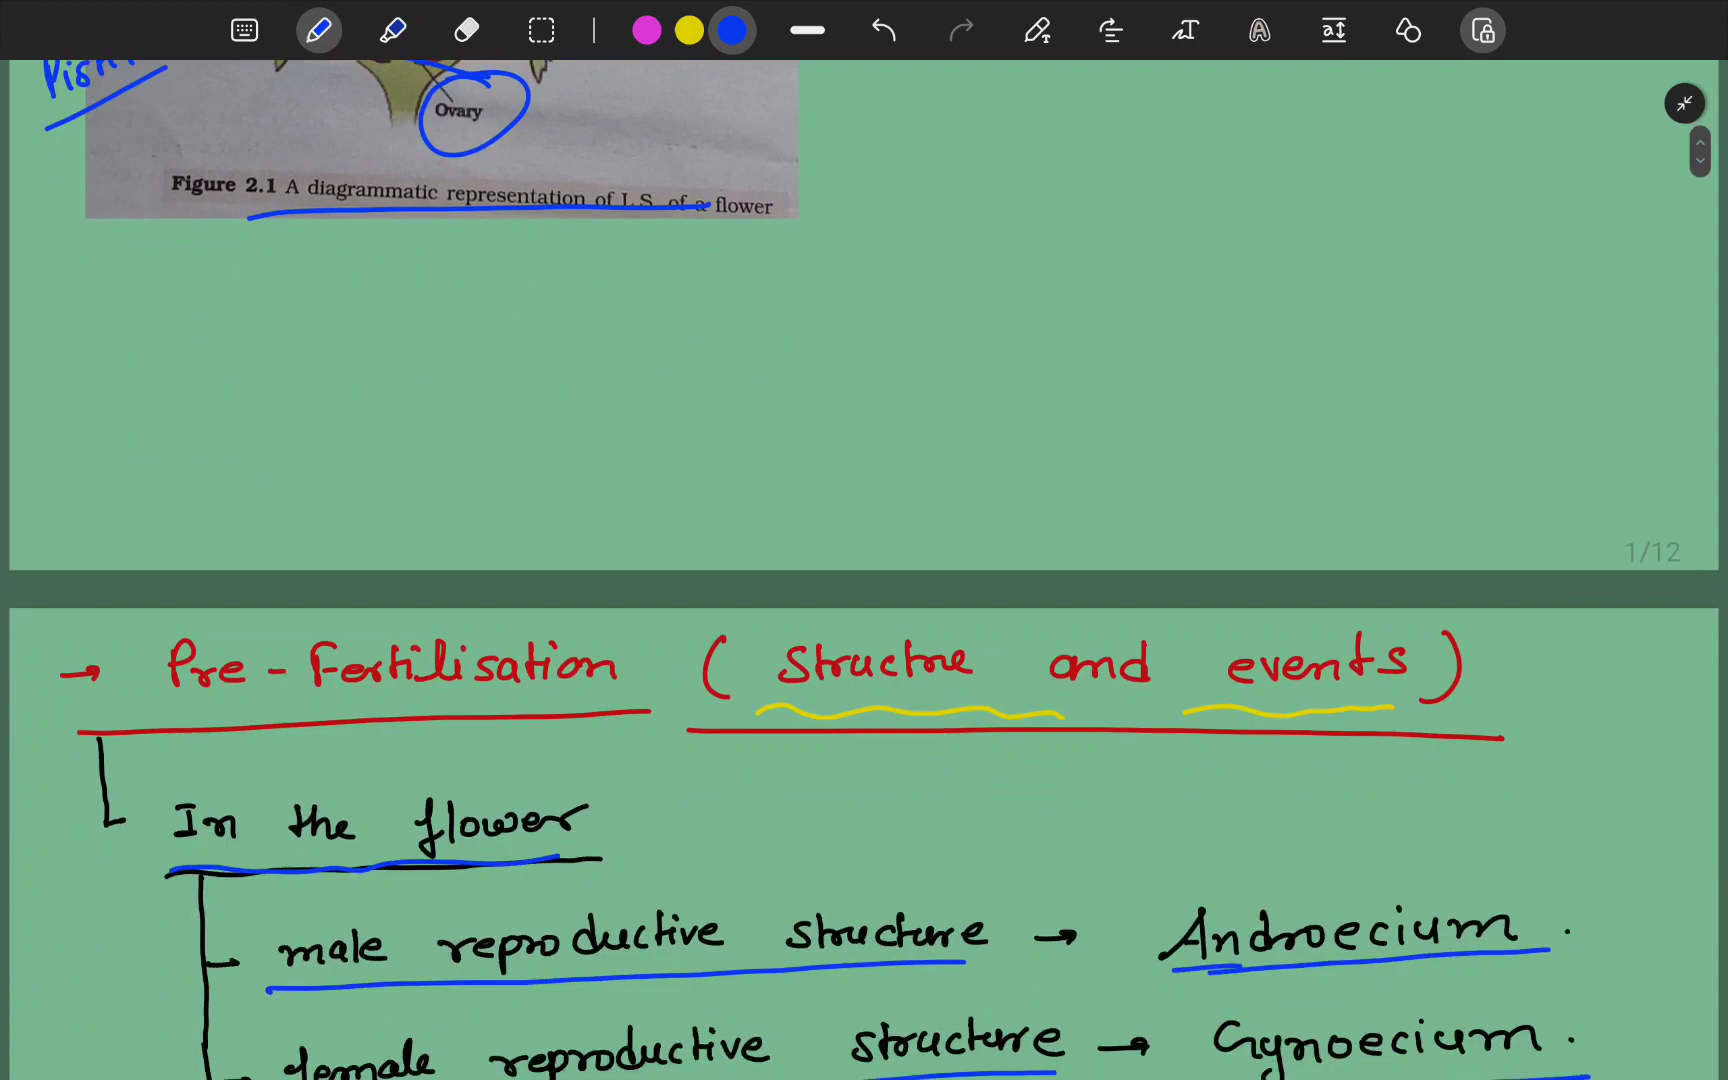 Ovary
Figure 2.1 A diagrammatic representation of L.S. of a flower
1/12
→ Pre - Fertilisation ( Structre and events )
In the flower
male reproductive structure → Androecium .
female reproductive structure → Gynoecium .